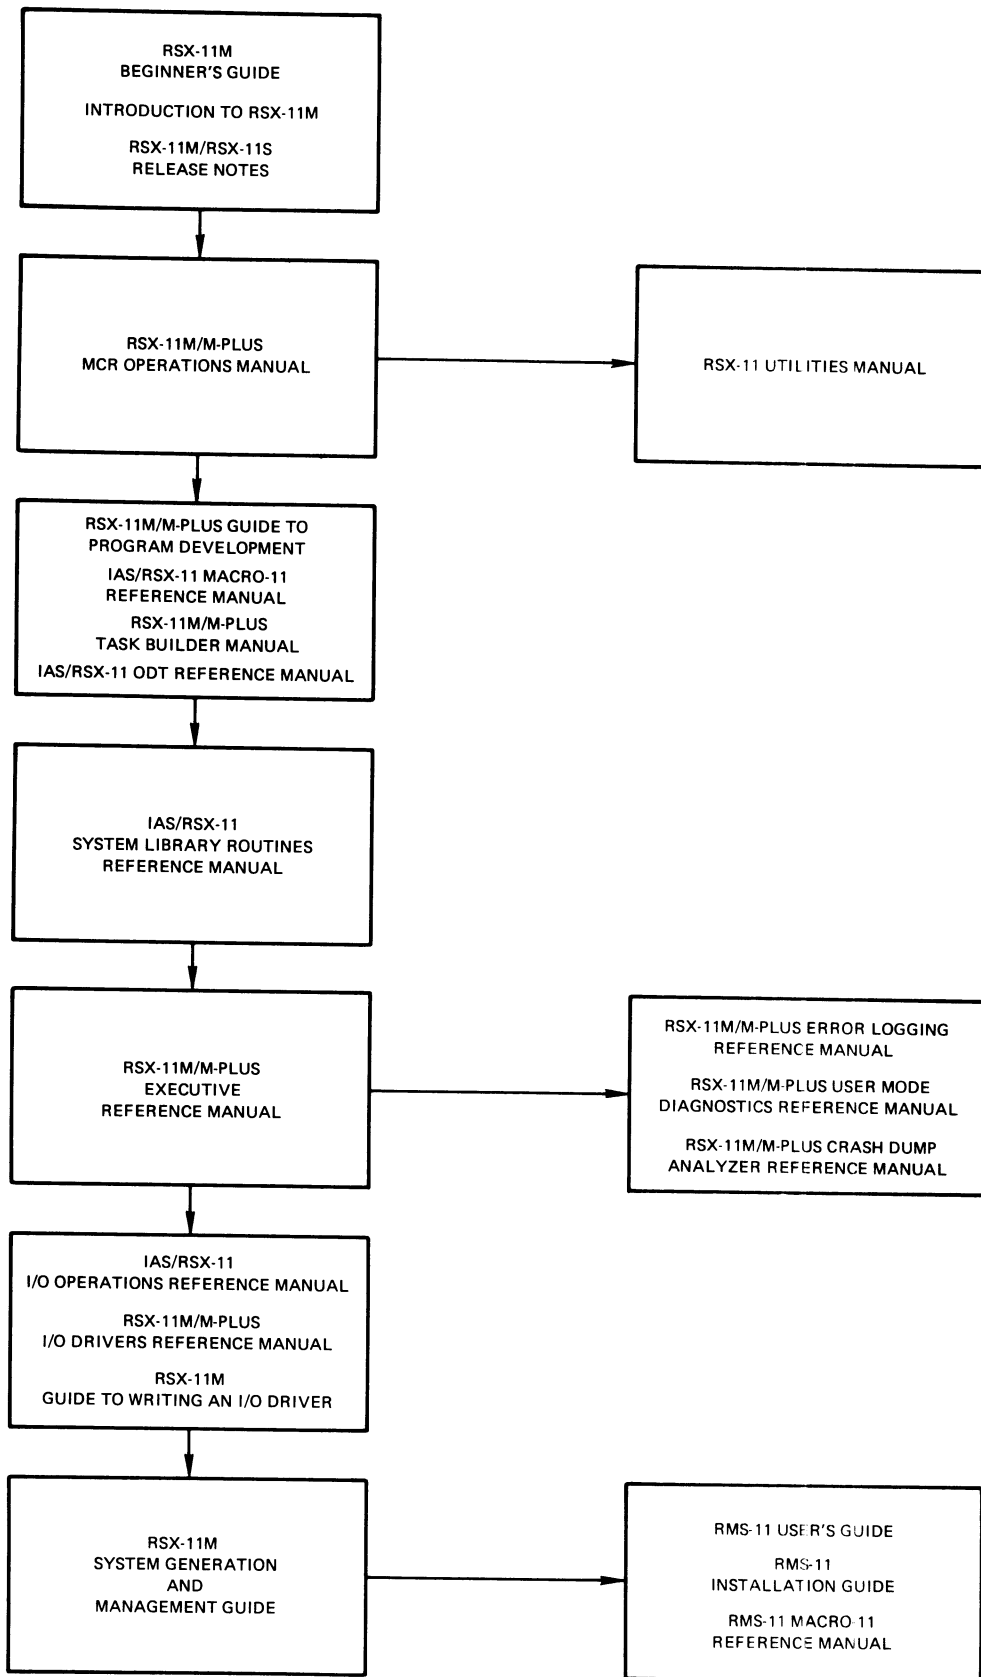 RSX-11M
BEGINNER'S GUIDE
INTRODUCTION TO RSX-11M
RSX-11M/RSX-11S
RELEASE NOTES
RSX-11M/M-PLUS
MCR OPERATIONS MANUAL
RSX-11 UTILITIES MANUAL
RSX-11M/M-PLUS GUIDE TO
PROGRAM DEVELOPMENT
IAS/RSX-11 MACRO-11
REFERENCE MANUAL
RSX-11M/M-PLUS
TASK BUILDER MANUAL
IAS/RSX-11 ODT REFERENCE MANUAL
IAS/RSX-11
SYSTEM LIBRARY ROUTINES
REFERENCE MANUAL
RSX-11M/M-PLUS
EXECUTIVE
REFERENCE MANUAL
RSX-11M/M-PLUS ERROR LOGGING
REFERENCE MANUAL
RSX-11M/M-PLUS USER MODE
DIAGNOSTICS REFERENCE MANUAL
RSX-11M/M-PLUS CRASH DUMP
ANALYZER REFERENCE MANUAL
IAS/RSX-11
I/O OPERATIONS REFERENCE MANUAL
RSX-11M/M-PLUS
I/O DRIVERS REFERENCE MANUAL
RSX-11M
GUIDE TO WRITING AN I/O DRIVER
RSX-11M
SYSTEM GENERATION
AND
MANAGEMENT GUIDE
RMS-11 USER'S GUIDE
RMS-11
INSTALLATION GUIDE
RMS-11 MACRO-11
REFERENCE MANUAL